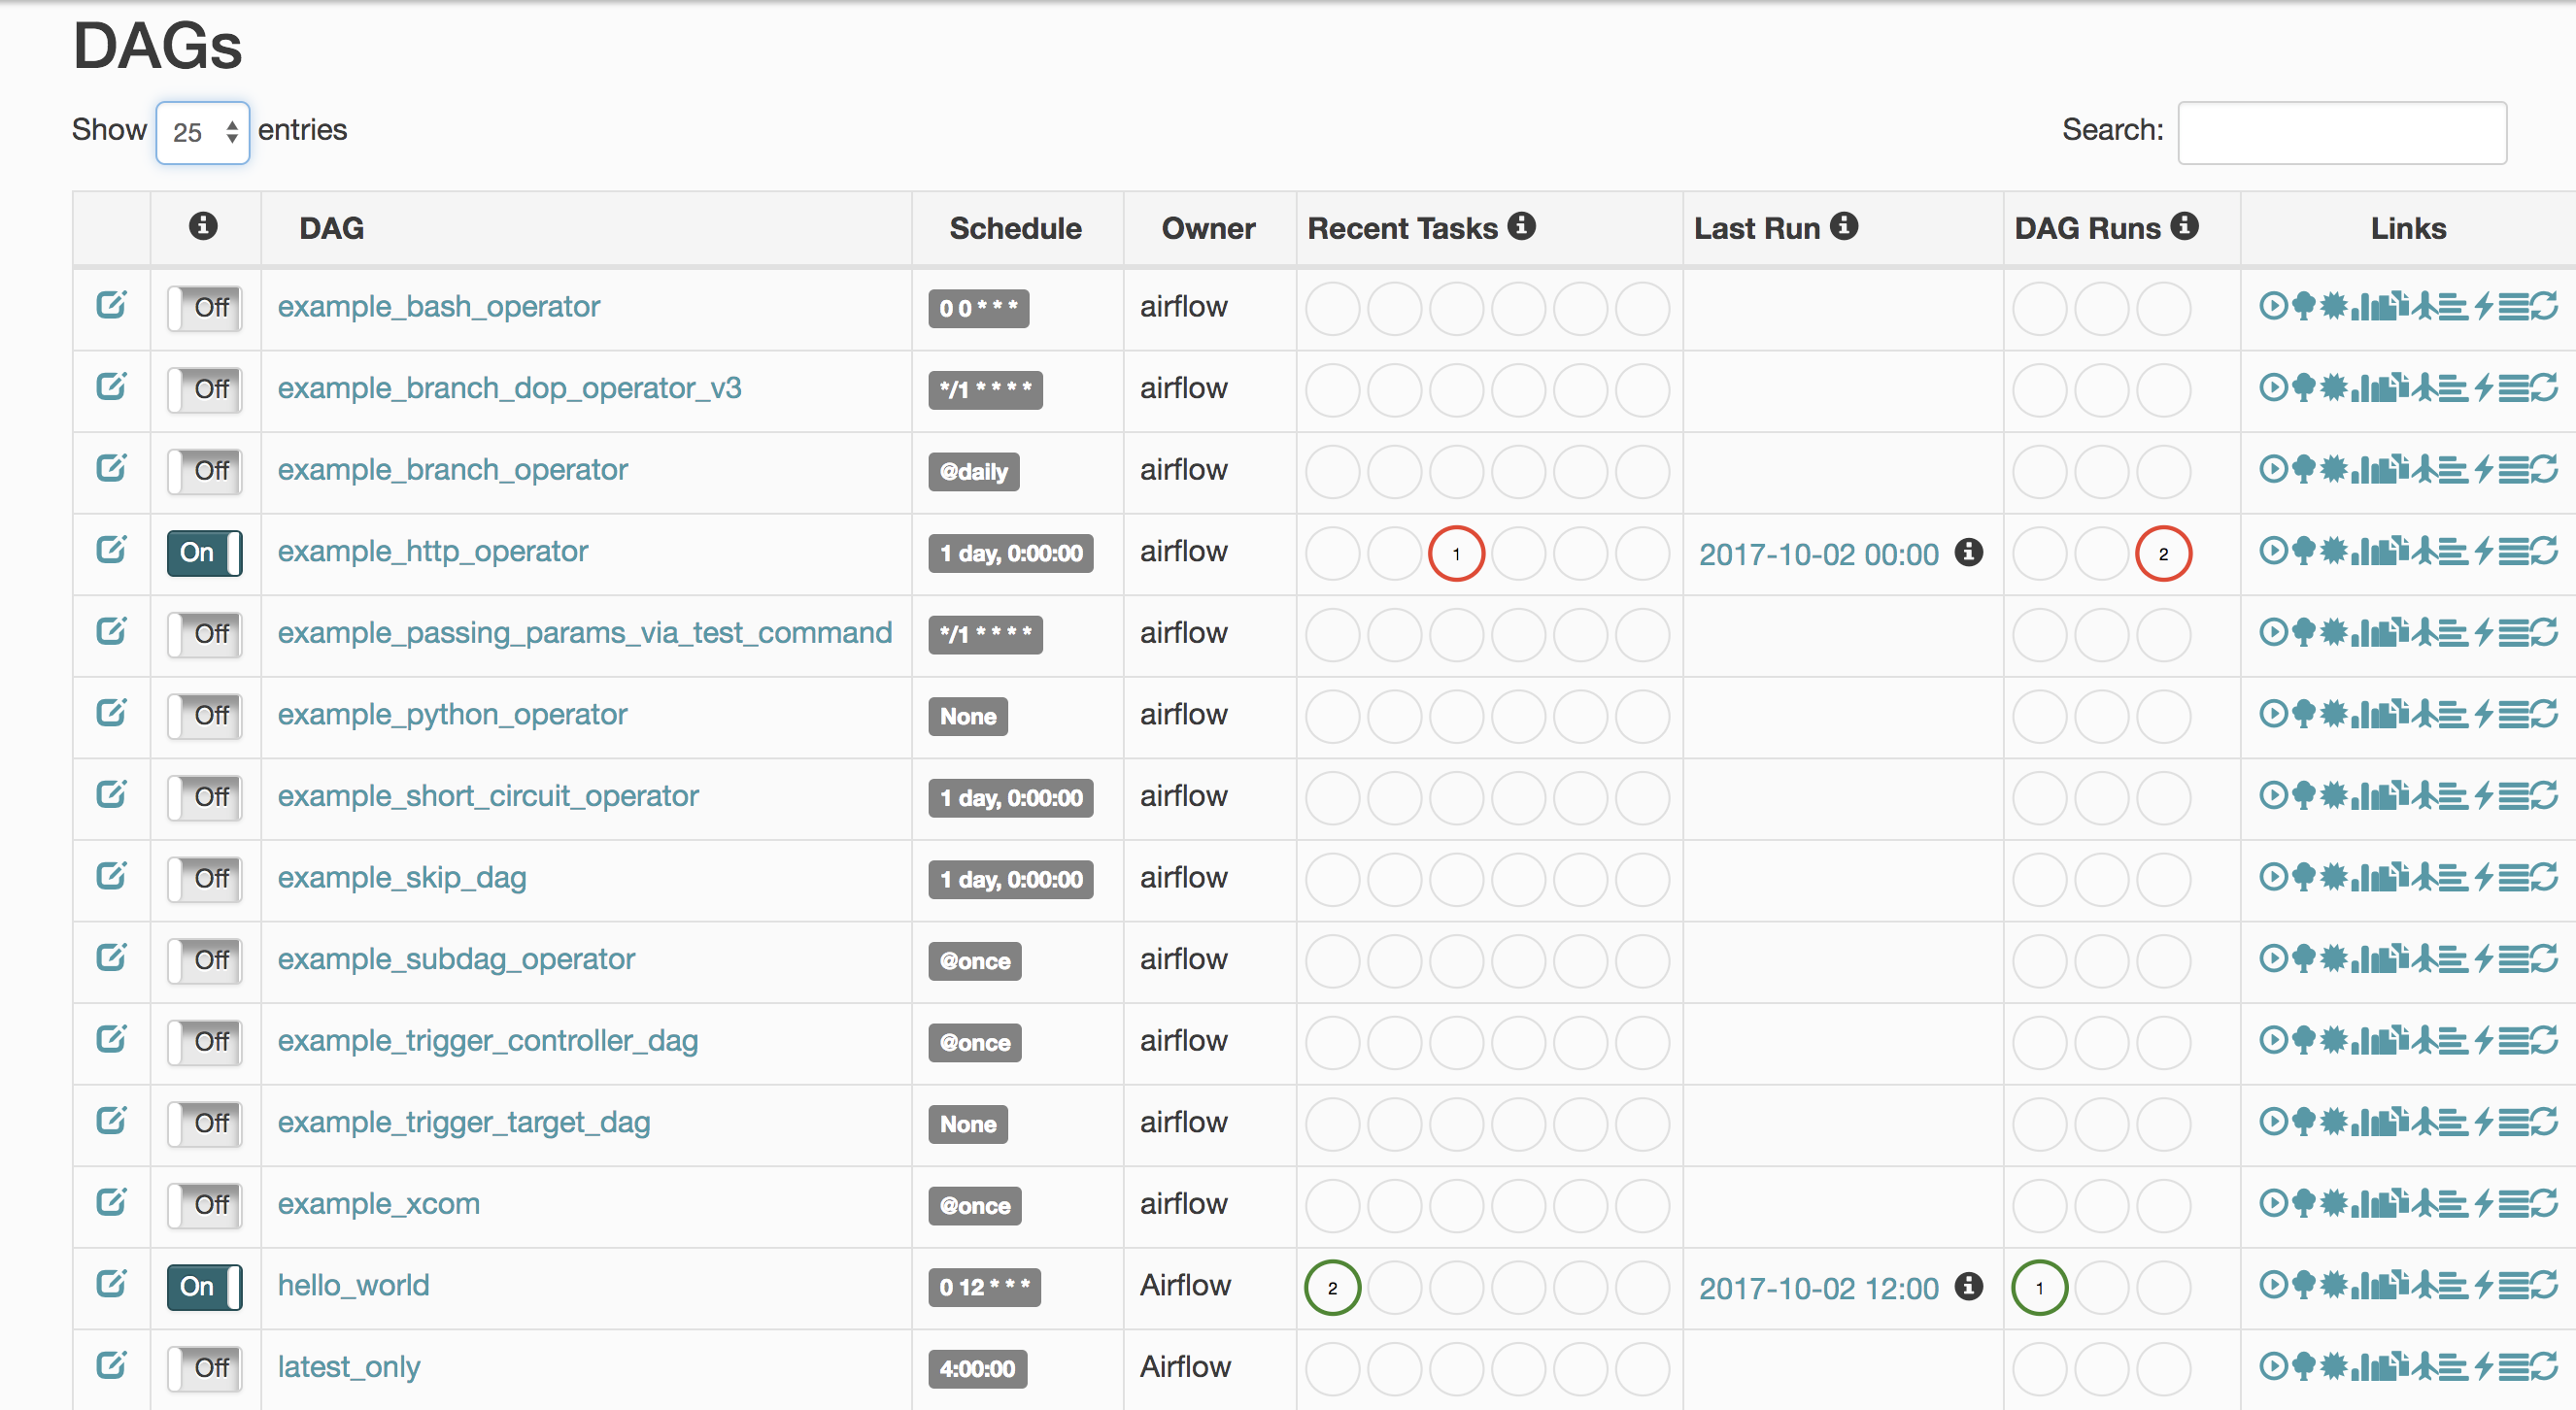 DAGs
Show 25 entries Search:
DAG Schedule Owner Recent Tasks Last Run DAG Runs Links
Off example_bash_operator 0 0 * * * airflow
Off example_branch_dop_operator_v3 */1 * * * * airflow
Off example_branch_operator @daily airflow
On example_http_operator 1 day, 0:00:00 airflow 1 2017-10-02 00:00 2
Off example_passing_params_via_test_command */1 * * * * airflow
Off example_python_operator None airflow
Off example_short_circuit_operator 1 day, 0:00:00 airflow
Off example_skip_dag 1 day, 0:00:00 airflow
Off example_subdag_operator @once airflow
Off example_trigger_controller_dag @once airflow
Off example_trigger_target_dag None airflow
Off example_xcom @once airflow
On hello_world 0 12 * * * Airflow 2 2017-10-02 12:00 1
Off latest_only 4:00:00 Airflow